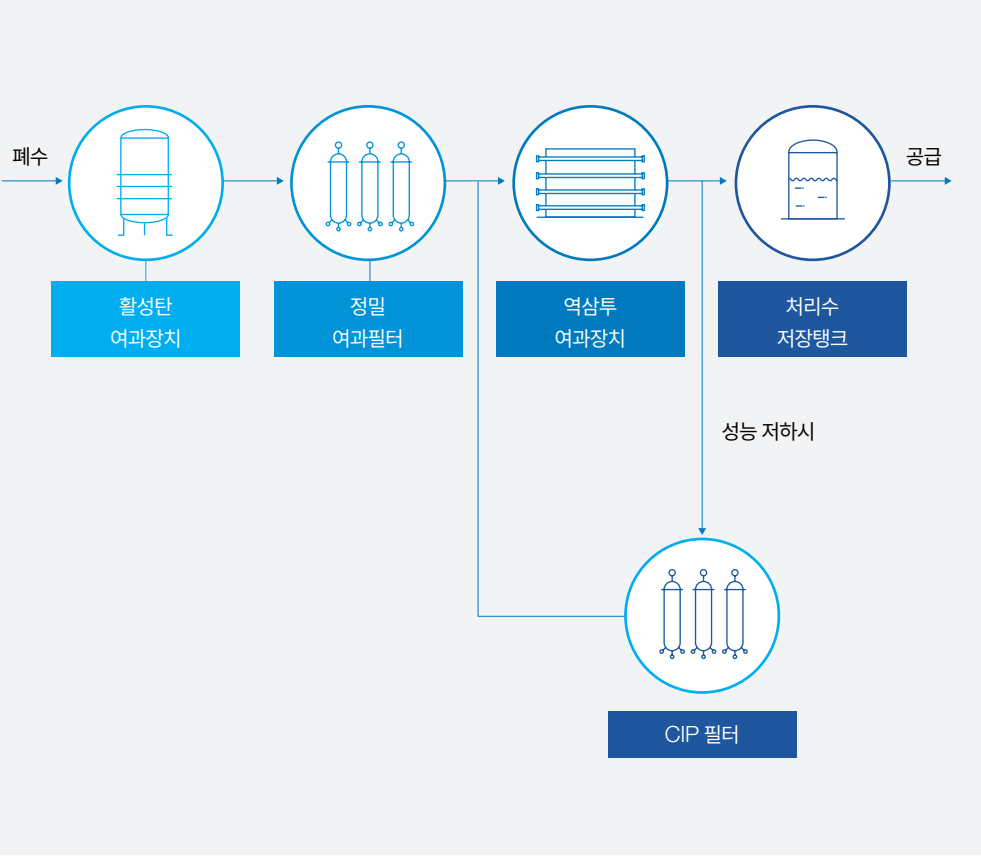 폐수
공급
활성탄
여과장치
정밀
여과필터
역삼투
여과장치
처리수
저장탱크
성능 저하시
CIP 필터